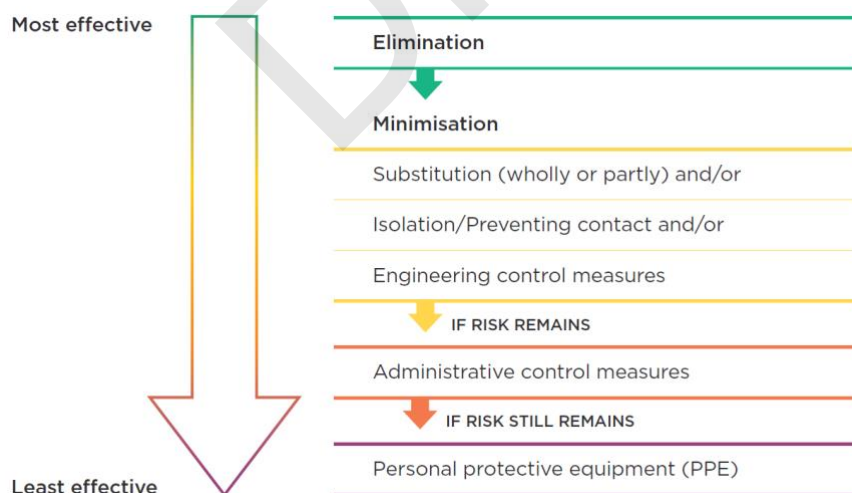 Most effective
Elimination
Minimisation
Substitution (wholly or partly) and/or
Isolation/Preventing contact and/or
Engineering control measures
IF RISK REMAINS
Administrative control measures
IF RISK STILL REMAINS
Personal protective equipment (PPE)
Least effective